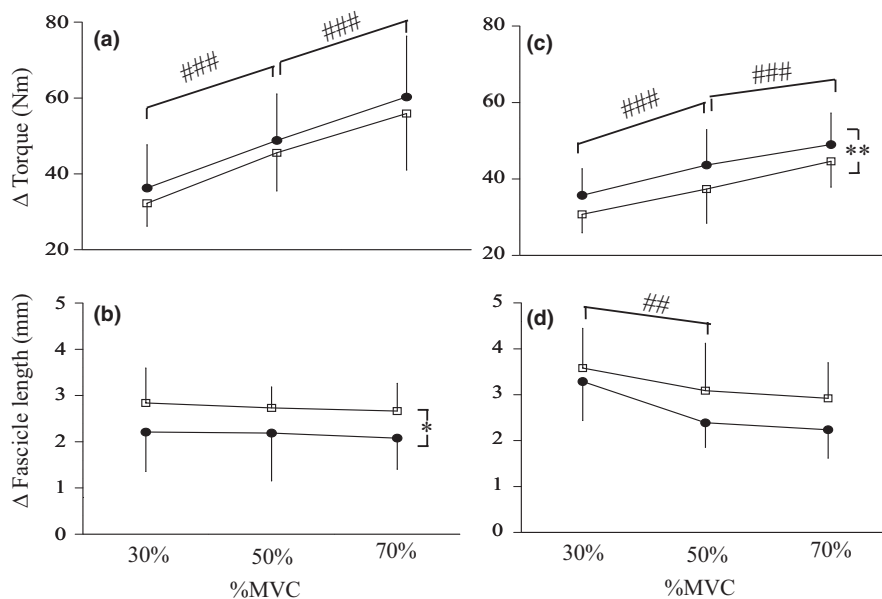 (a)
###
###
80
60
40
20
Δ Torque (Nm)
(c)
###
###
80
60
40
20
**
(b)
5
4
3
2
1
0
Δ Fascicle length (mm)
*
30% 50% 70%
%MVC
(d)
##
5
4
3
2
1
0
30% 50% 70%
%MVC